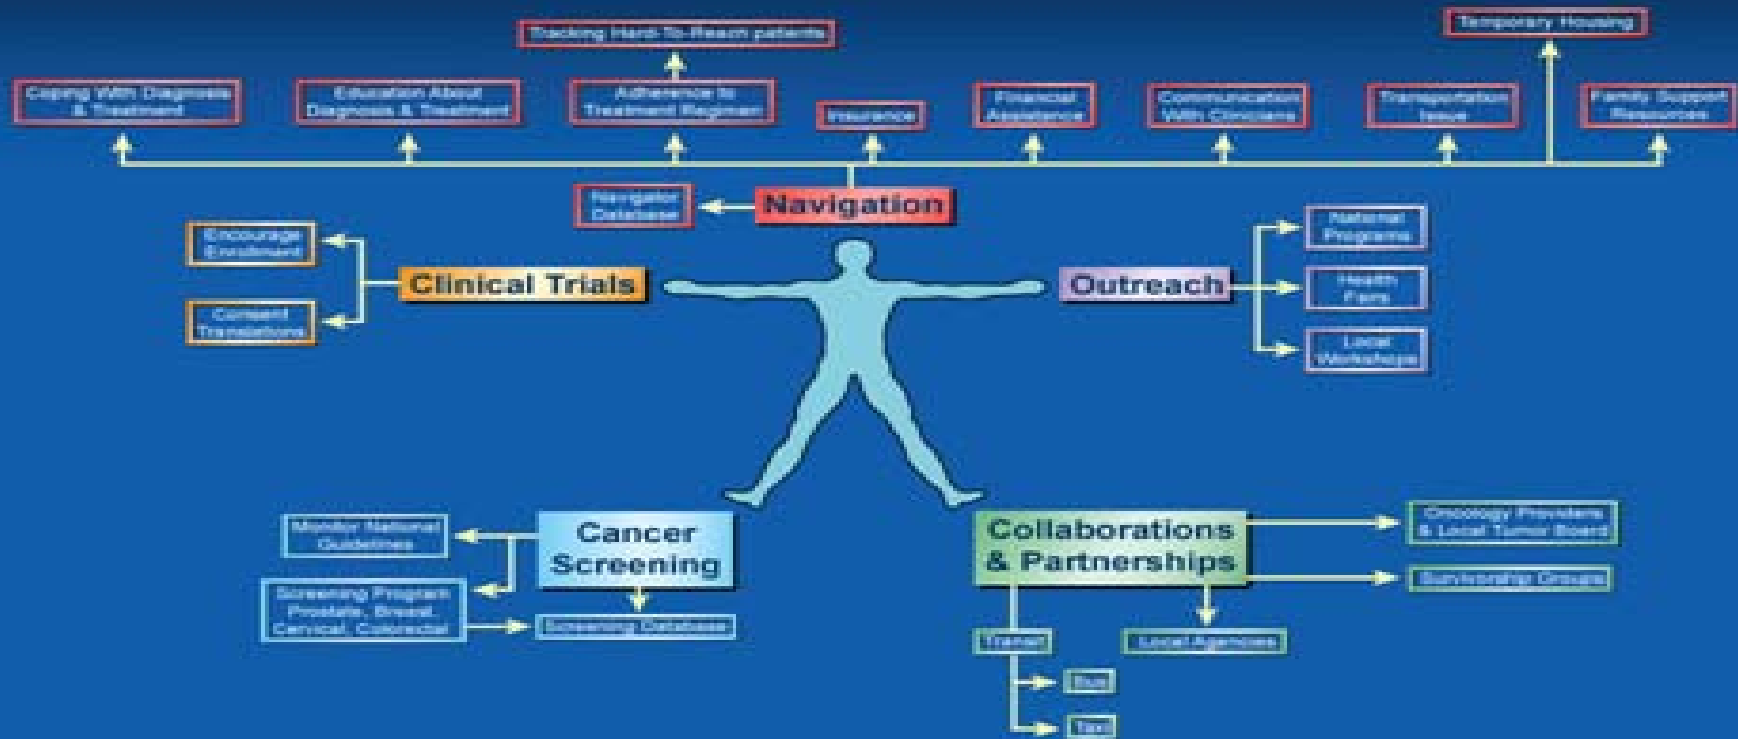 Tracking Hard-To-Reach patients
Temporary Housing
Coping With Diagnosis
& Treatment
Education About
Diagnosis & Treatment
Adherence to
Treatment Regimen
Insurance
Financial
Assistance
Communication
With Clinicians
Transportation
Issue
Family Support
Resources
Navigator
Database
Navigation
Encourage
Enrollment
Consent
Translations
Clinical Trials
Outreach
National
Programs
Health
Fairs
Local
Workshops
Monitor National
Guidelines
Screening Program
Prostate, Breast,
Cervical, Colorectal
Cancer
Screening
Screening Database
Collaborations
& Partnerships
Oncology Providers
& Local Tumor Board
Survivorship Groups
Transit
Local Agencies
Bus
Taxi